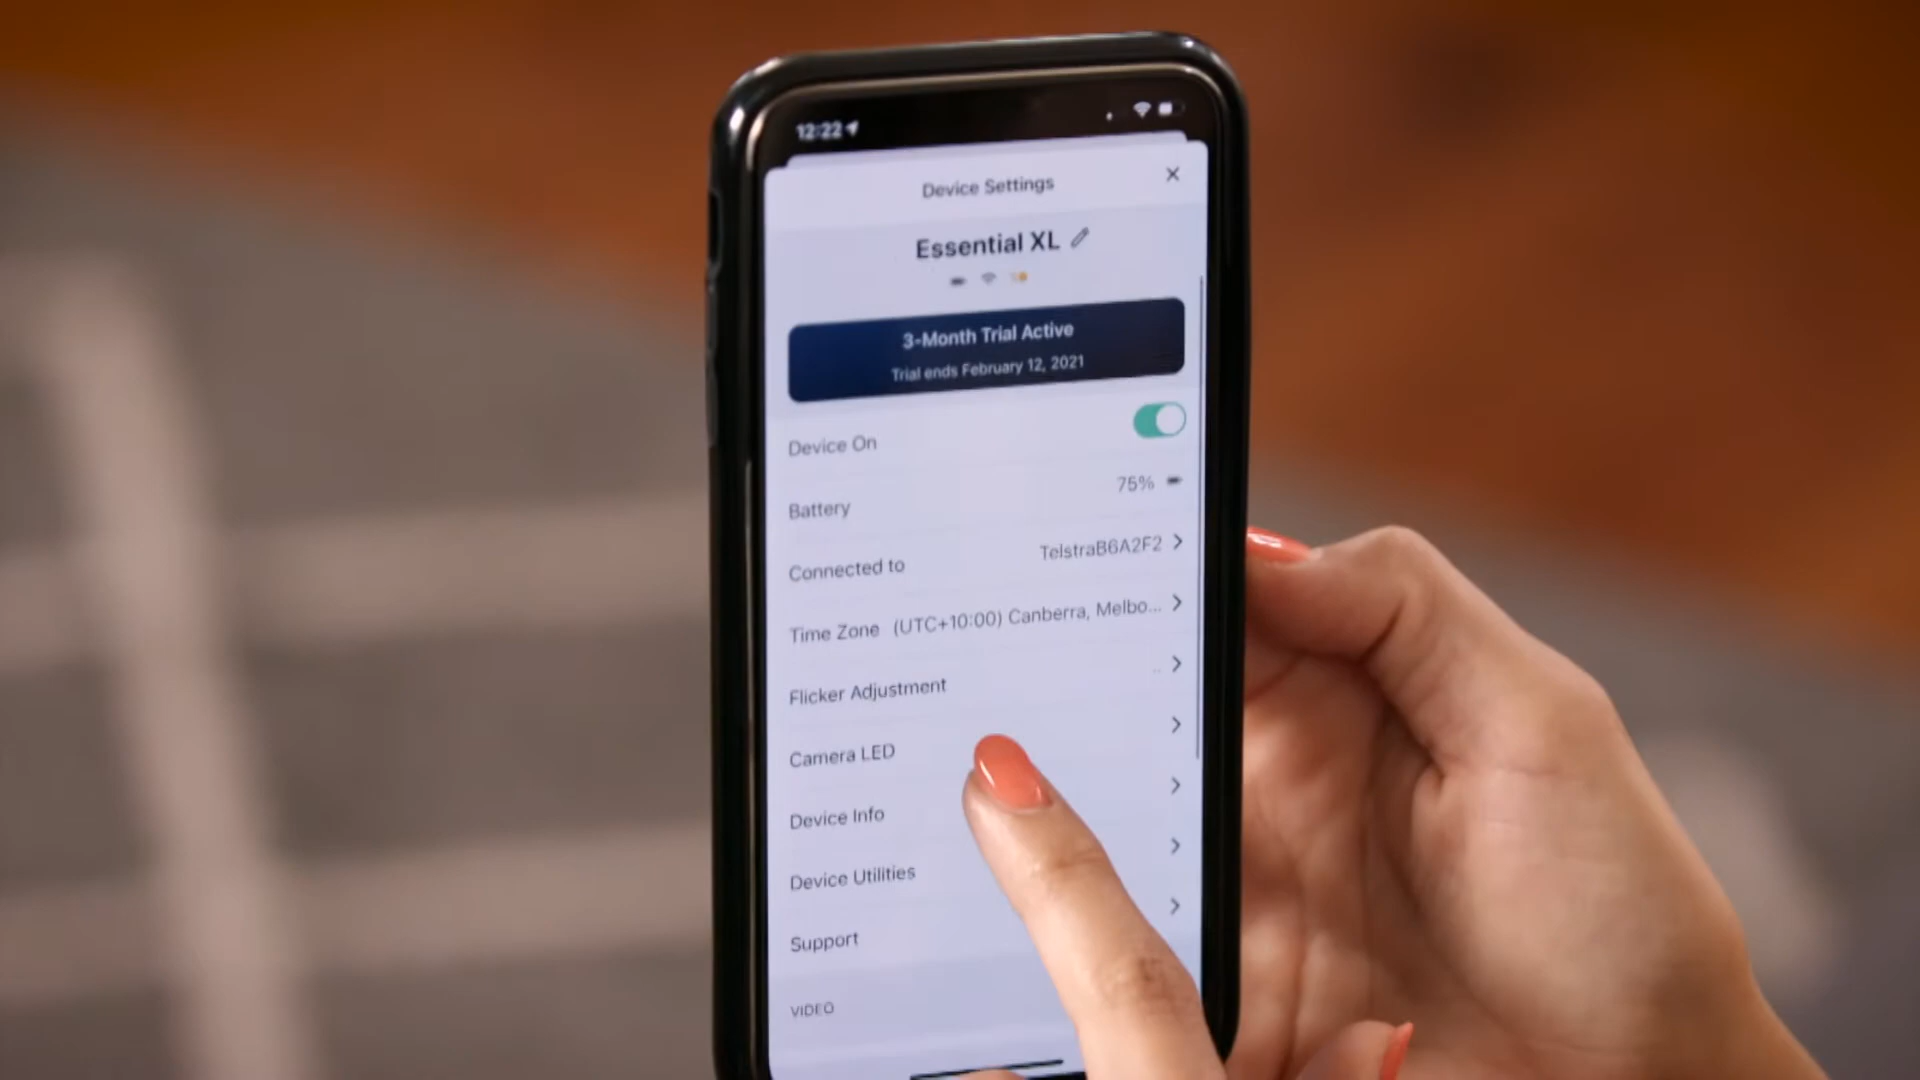 12:22
Device Settings
Essential XL
3-Month Trial Active
Trial ends February 12, 2021
Device On
Battery 75%
Connected to TelstraB6A2F2
Time Zone (UTC+10:00) Canberra, Melbo...
Flicker Adjustment
Camera LED
Device Info
Device Utilities
Support
VIDEO